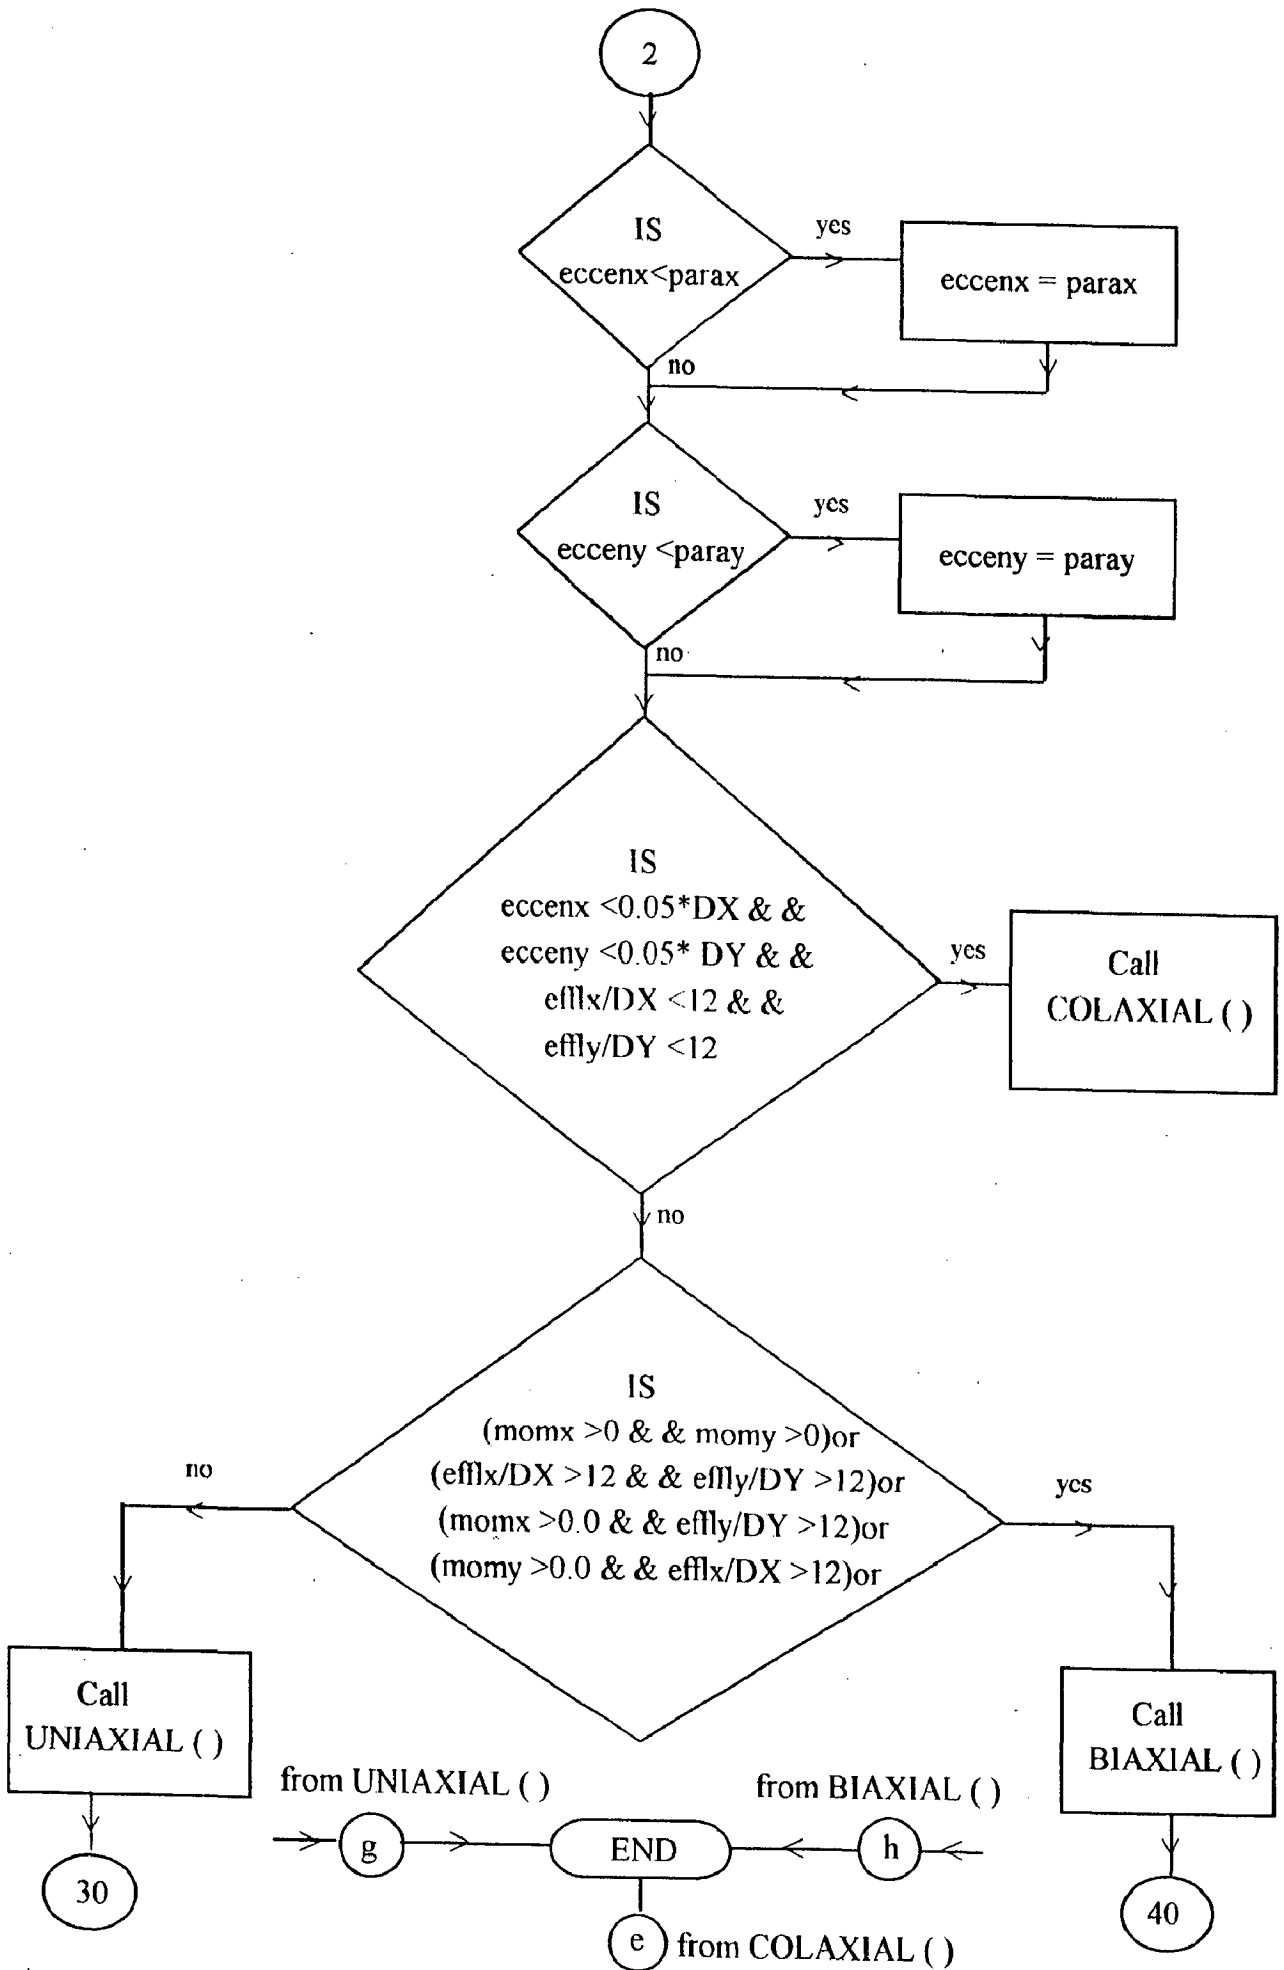 2
IS
eccenx<parax
yes
eccenx = parax
no
IS
ecceny <paray
yes
ecceny = paray
no
IS
eccenx <0.05*DX & &
ecceny <0.05* DY & &
efflx/DX <12 & &
effly/DY <12
yes
Call
COLAXIAL ( )
no
IS
(momx >0 & & momy >0)or
(efflx/DX >12 & & effly/DY >12)or
(momx >0.0 & & effly/DY >12)or
(momy >0.0 & & efflx/DX >12)or
no
yes
Call
UNIAXIAL ( )
Call
BIAXIAL ( )
from UNIAXIAL ( )
from BIAXIAL ( )
g
END
h
30
40
e
from COLAXIAL ( )